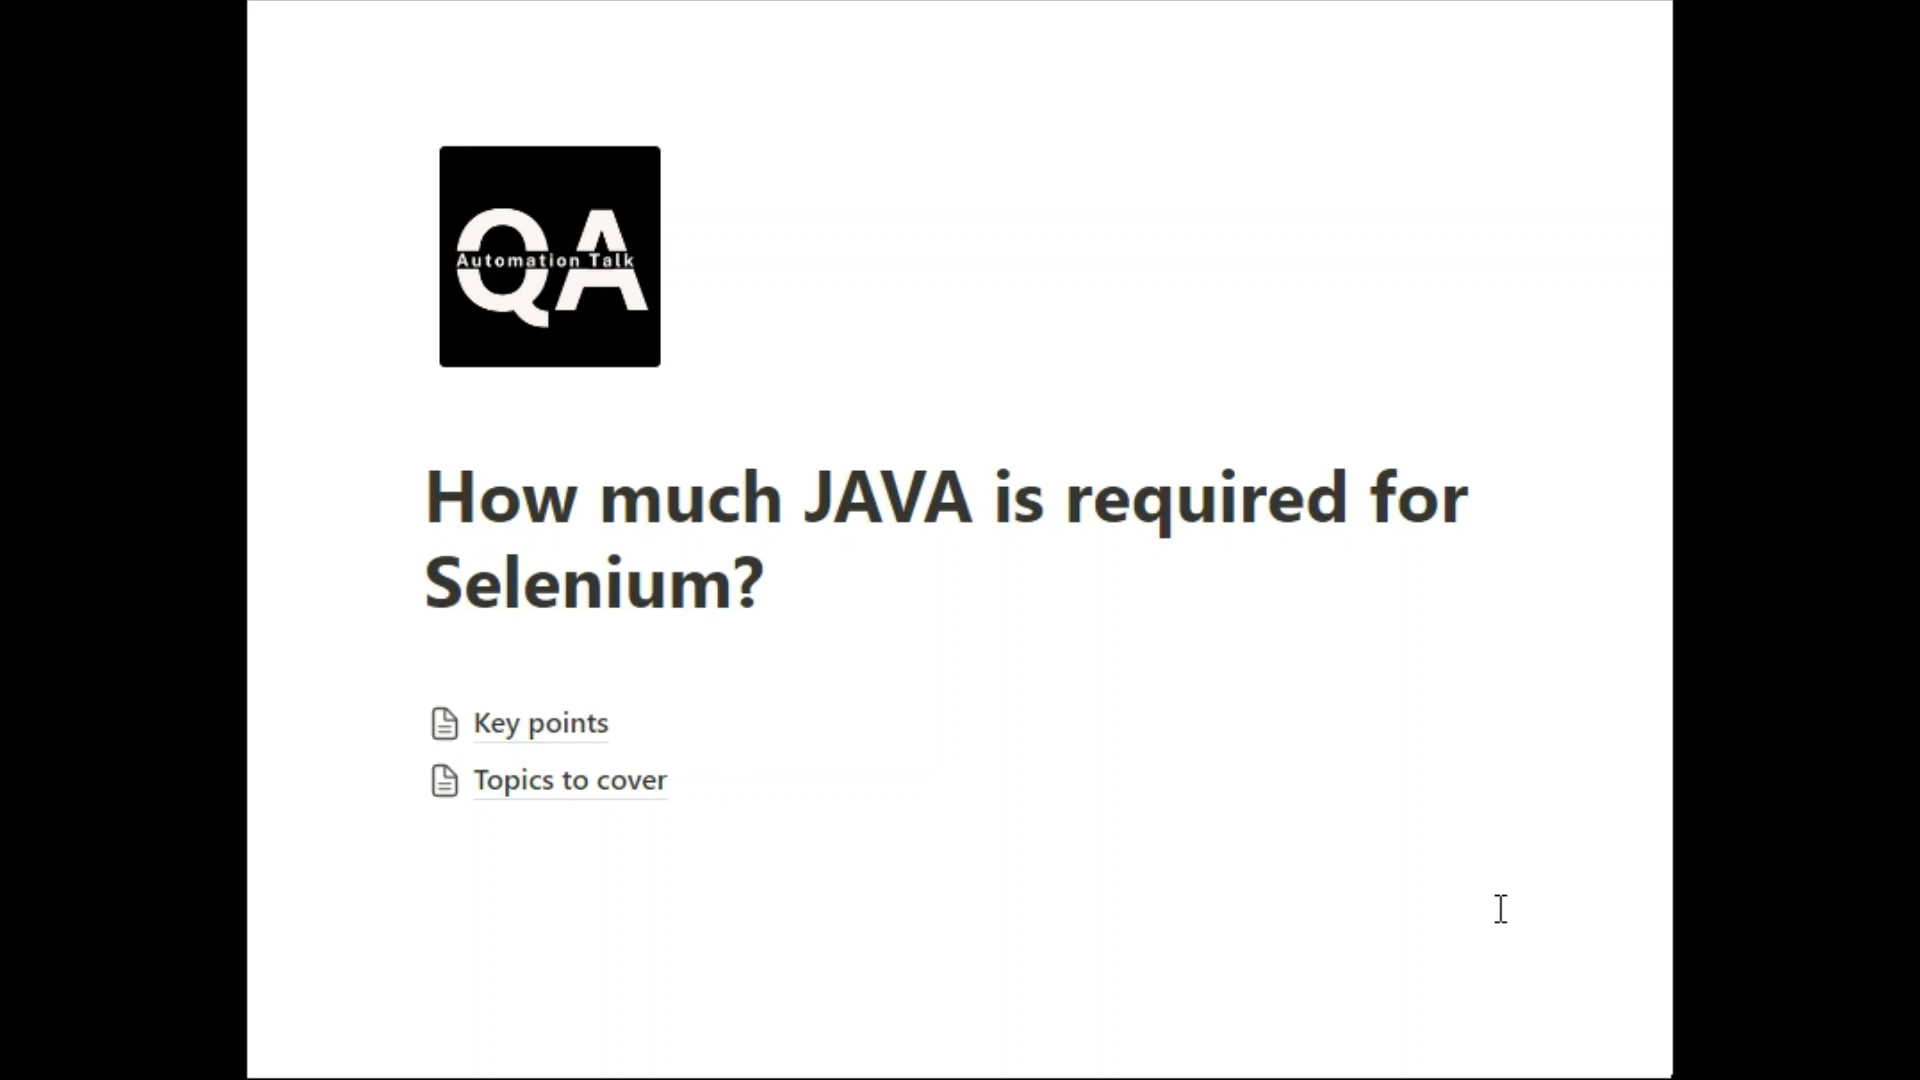 QA
Automation Talk
How much JAVA is required for
Selenium?
Key points
Topics to cover